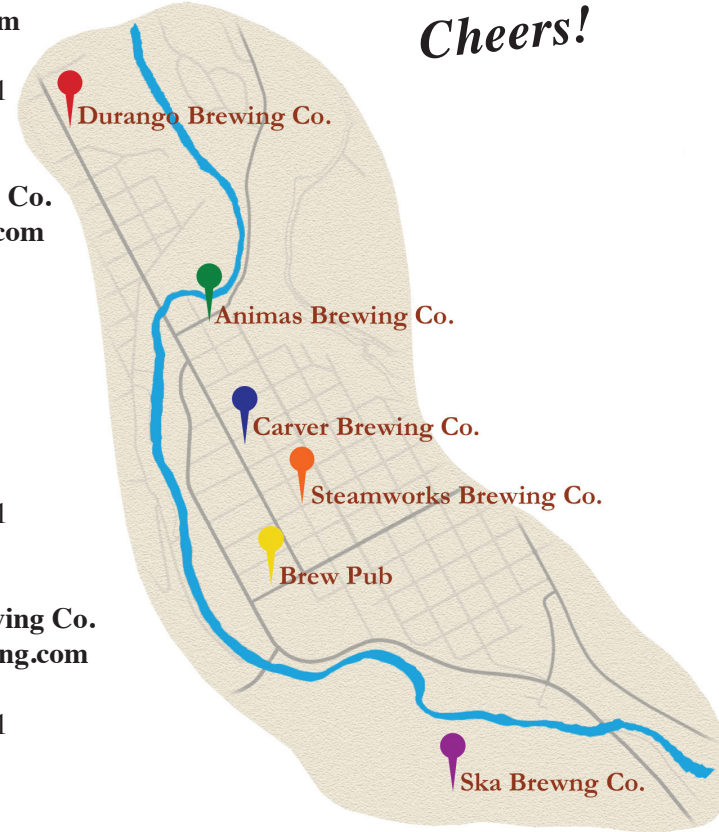 m
Cheers!
l
Durango Brewing Co.
Co.
com
Animas Brewing Co.
Carver Brewing Co.
Steamworks Brewing Co.
l
Brew Pub
ing Co.
ng.com
l
Ska Brewng Co.